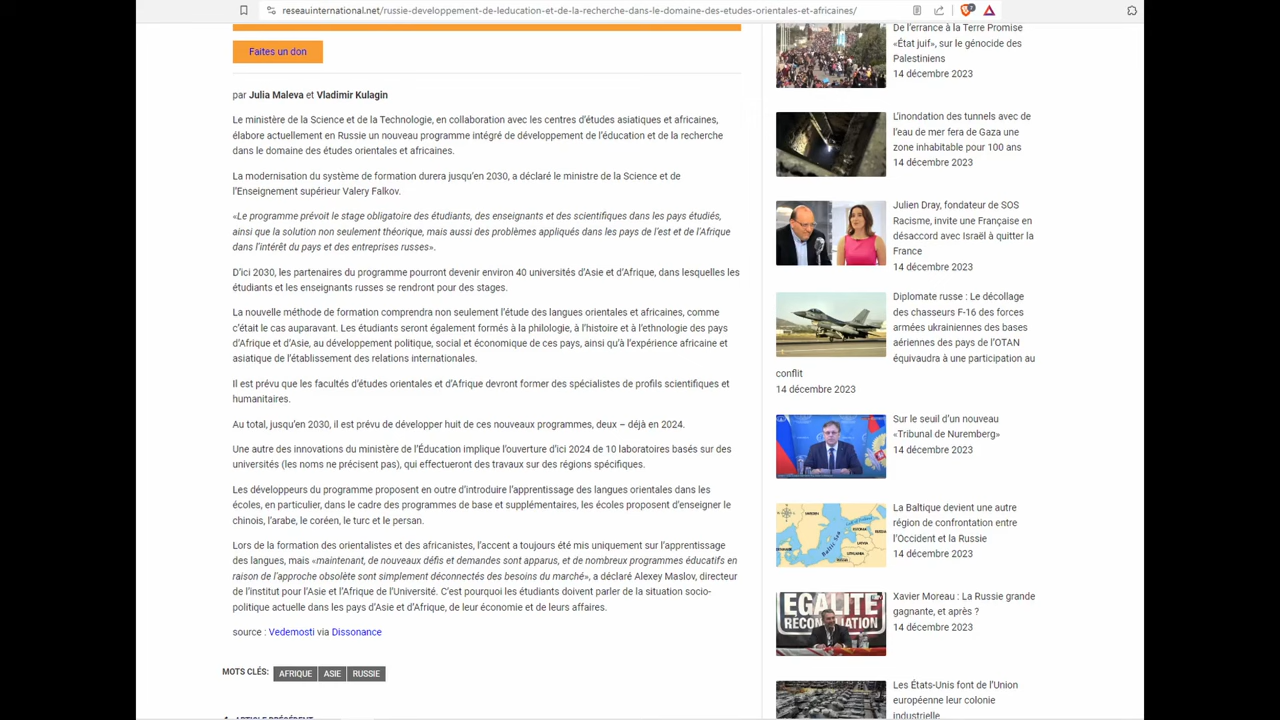 reseauinternational.net/russie-developpement-de-leducation-et-de-la-recherche-dans-le-domaine-des-etudes-orientales-et-africaines/
Faites un don
par Julia Maleva et Vladimir Kulagin
Le ministère de la Science et de la Technologie, en collaboration avec les centres d'études asiatiques et africaines,
élabore actuellement en Russie un nouveau programme intégré de développement de l'éducation et de la recherche
dans le domaine des études orientales et africaines.
La modernisation du système de formation durera jusqu'en 2030, a déclaré le ministre de la Science et de
l'Enseignement supérieur Valery Falkov.
«Le programme prévoit le stage obligatoire des étudiants, des enseignants et des scientifiques dans les pays étudiés,
ainsi que la solution non seulement théorique, mais aussi des problèmes appliqués dans les pays de l'est et de l'Afrique
dans l'intérêt du pays et des entreprises russes».
D'ici 2030, les partenaires du programme pourront devenir environ 40 universités d'Asie et d'Afrique, dans lesquelles les
étudiants et les enseignants russes se rendront pour des stages.
La nouvelle méthode de formation comprendra non seulement l'étude des langues orientales et africaines, comme
c'était le cas auparavant. Les étudiants seront également formés à la philologie, à l'histoire et à l'ethnologie des pays
d'Afrique et d'Asie, au développement politique, social et économique de ces pays, ainsi qu'à l'expérience africaine et
asiatique de l'établissement des relations internationales.
Il est prévu que les facultés d'études orientales et d'Afrique devront former des spécialistes de profils scientifiques et
humanitaires.
Au total, jusqu'en 2030, il est prévu de développer huit de ces nouveaux programmes, deux – déjà en 2024.
Une autre des innovations du ministère de l'Éducation implique l'ouverture d'ici 2024 de 10 laboratoires basés sur des
universités (les noms ne précisent pas), qui effectueront des travaux sur des régions spécifiques.
Les développeurs du programme proposent en outre d'introduire l'apprentissage des langues orientales dans les
écoles, en particulier, dans le cadre des programmes de base et supplémentaires, les écoles proposent d'enseigner le
chinois, l'arabe, le coréen, le turc et le persan.
Lors de la formation des orientalistes et des africanistes, l'accent a toujours été mis uniquement sur l'apprentissage
des langues, mais «maintenant, de nouveaux défis et demandes sont apparus, et de nombreux programmes éducatifs en
raison de l'approche obsolète sont simplement déconnectés des besoins du marché», a déclaré Alexey Maslov, directeur
de l'institut pour l'Asie et l'Afrique de l'Université. C'est pourquoi les étudiants doivent parler de la situation socio-
politique actuelle dans les pays d'Asie et d'Afrique, de leur économie et de leurs affaires.
source : Vedemosti via Dissonance
MOTS CLÉS: AFRIQUE ASIE RUSSIE
De l'errance à la Terre Promise
«État juif», sur le génocide des
Palestiniens
14 décembre 2023
L'inondation des tunnels avec de
l'eau de mer fera de Gaza une
zone inhabitable pour 100 ans
14 décembre 2023
Julien Dray, fondateur de SOS
Racisme, invite une Française en
désaccord avec Israël à quitter la
France
14 décembre 2023
Diplomate russe : Le décollage
des chasseurs F-16 des forces
armées ukrainiennes des bases
aériennes des pays de l'OTAN
équivaudra à une participation au
conflit
14 décembre 2023
Sur le seuil d'un nouveau
«Tribunal de Nuremberg»
14 décembre 2023
La Baltique devient une autre
région de confrontation entre
l'Occident et la Russie
14 décembre 2023
Baltic Sea
EGALITE
RECONCILIATION
Xavier Moreau : La Russie grande
gagnante, et après ?
14 décembre 2023
Les États-Unis font de l'Union
européenne leur colonie
industrielle